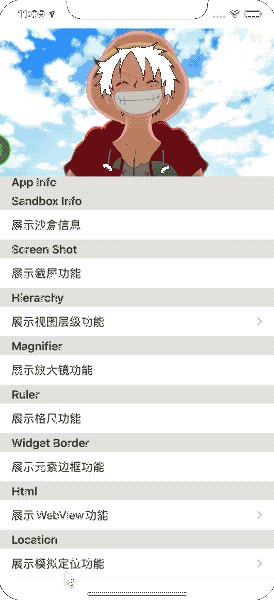 11:09
App Info
Sandbox Info
展示沙盒信息
Screen Shot
展示截屏功能
Hierarchy
展示视图层级功能
Magnifier
展示放大镜功能
Ruler
展示格尺功能
Widget Border
展示元素边框功能
Html
展示WebView功能
Location
展示模拟定位功能